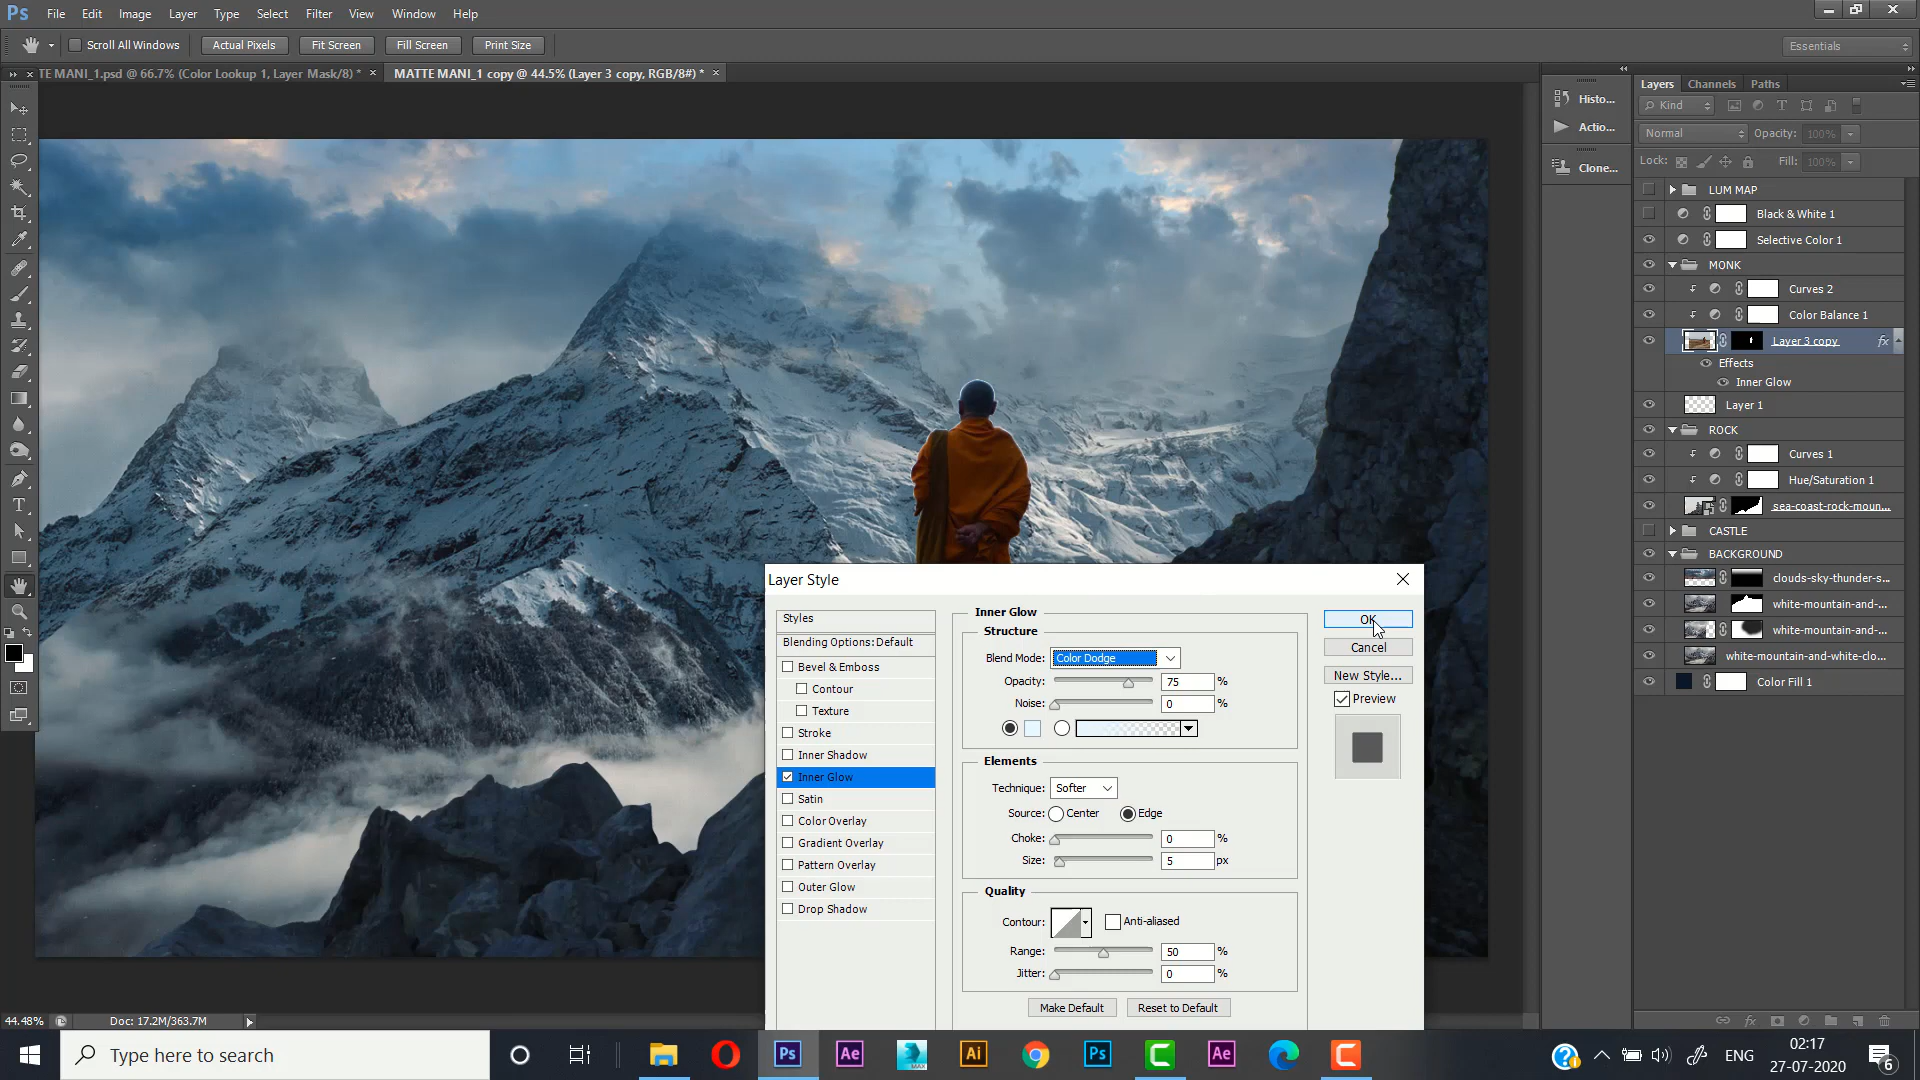 Ps File Edit Image Layer Type Select Filter View Window Help
Scroll All Windows Actual Pixels Fit Screen Fill Screen Print Size Essentials
TE MANI_1.psd @ 66.7% (Color Lookup 1, Layer Mask/8) * × MATTE MANI_1 copy @ 44.5% (Layer 3 copy, RGB/8#) * ×
Histo...
Actio...
Clone...
Layers Channels Paths
Kind
Normal Opacity: 100%
Lock: Fill: 100%
LUM MAP
Black & White 1
Selective Color 1
MONK
Curves 2
Color Balance 1
Layer 3 copy fx
Effects
Inner Glow
Layer 1
ROCK
Curves 1
Hue/Saturation 1
sea-coast-rock-moun...
CASTLE
BACKGROUND
clouds-sky-thunder-s...
white-mountain-and-...
white-mountain-and-...
white-mountain-and-white-clo...
Color Fill 1
Layer Style
Styles
Blending Options: Default
Bevel & Emboss
Contour
Texture
Stroke
Inner Shadow
Inner Glow
Satin
Color Overlay
Gradient Overlay
Pattern Overlay
Outer Glow
Drop Shadow
Inner Glow
Structure
Blend Mode: Color Dodge
Opacity: 75 %
Noise: 0 %
Elements
Technique: Softer
Source: Center Edge
Choke: 0 %
Size: 5 px
Quality
Contour: Anti-aliased
Range: 50 %
Jitter: 0 %
Make Default Reset to Default
OK
Cancel
New Style...
Preview
44.48% Doc: 17.2M/363.7M
Type here to search
Ps Ae MAX Ai Ps Ae
ENG
02:17
27-07-2020
6